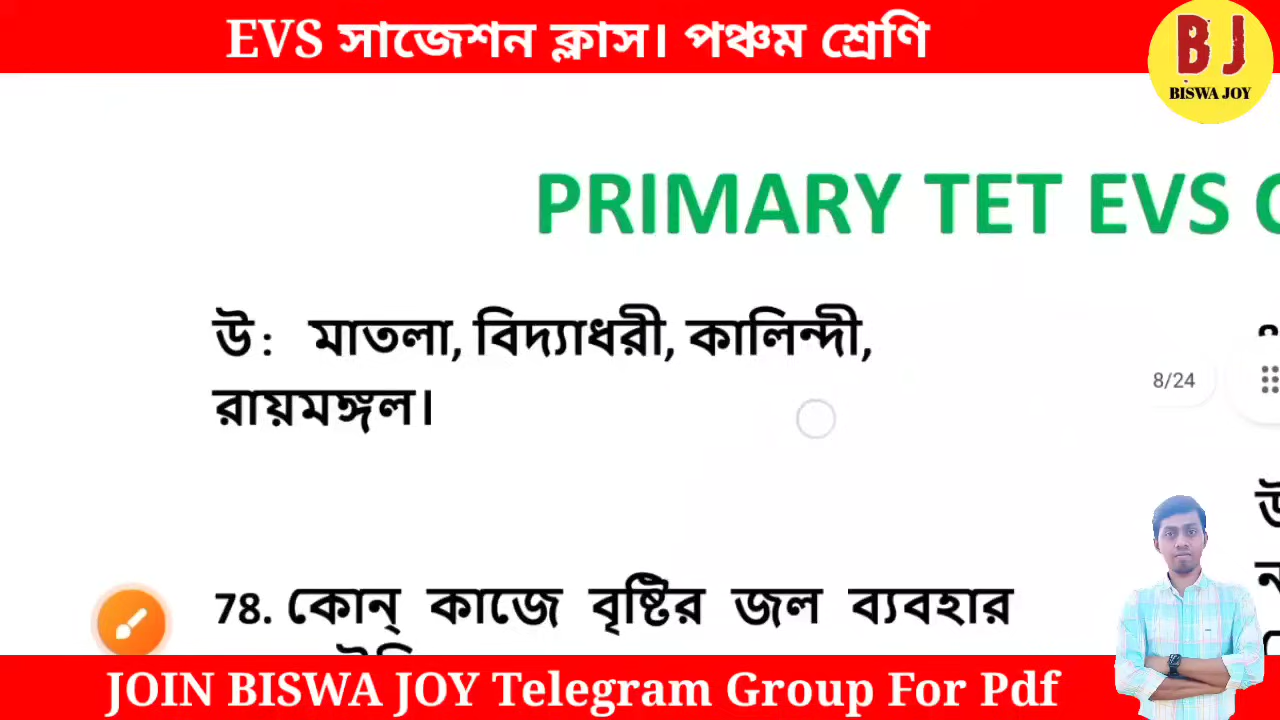 EVS সাজেশন ক্লাস। পঞ্চম শ্রেণি
BJ
BISWA JOY
PRIMARY TET EVS
উ: মাতলা, বিদ্যাধরী, কালিন্দী,
রায়মঙ্গল।
8/24
78. কোন্ কাজে বৃষ্টির জল ব্যবহার
JOIN BISWA JOY Telegram Group For Pdf